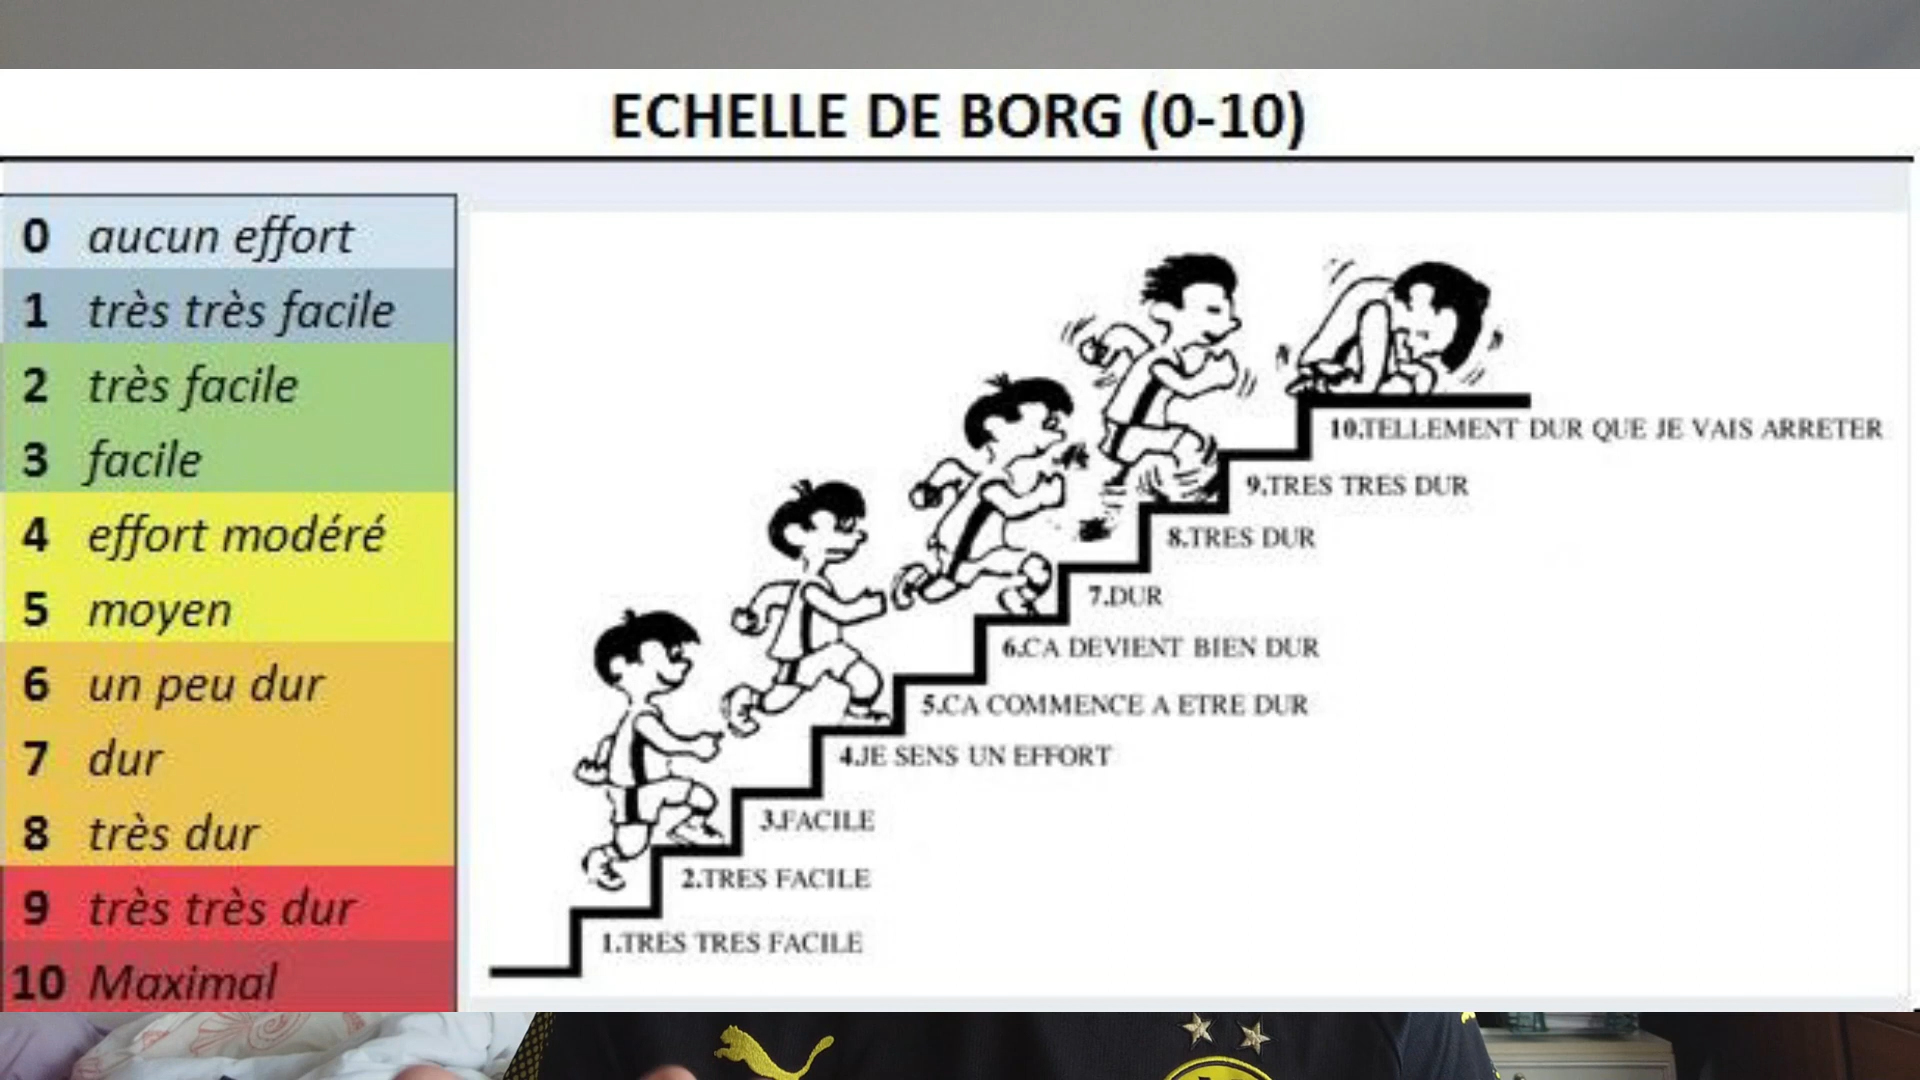 ECHELLE DE BORG (0-10)
0 aucun effort
1 très très facile
2 très facile
3 facile
4 effort modéré
5 moyen
6 un peu dur
7 dur
8 très dur
9 très très dur
10 Maximal
10.TELLEMENT DUR QUE JE VAIS ARRETER
9.TRES TRES DUR
8.TRES DUR
7.DUR
6.CA DEVIENT BIEN DUR
5.CA COMMENCE A ETRE DUR
4.JE SENS UN EFFORT
3.FACILE
2.TRES FACILE
1.TRES TRES FACILE